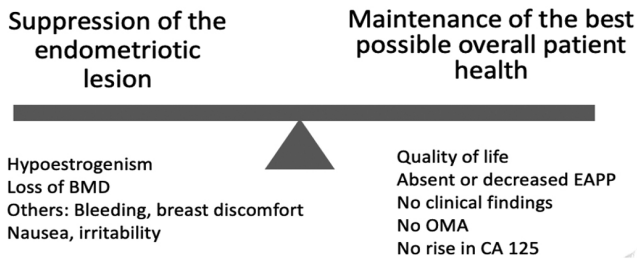 Suppression of the
endometriotic
lesion
Maintenance of the best
possible overall patient
health
Hypoestrogenism
Loss of BMD
Others: Bleeding, breast discomfort
Nausea, irritability
Quality of life
Absent or decreased EAPP
No clinical findings
No OMA
No rise in CA 125